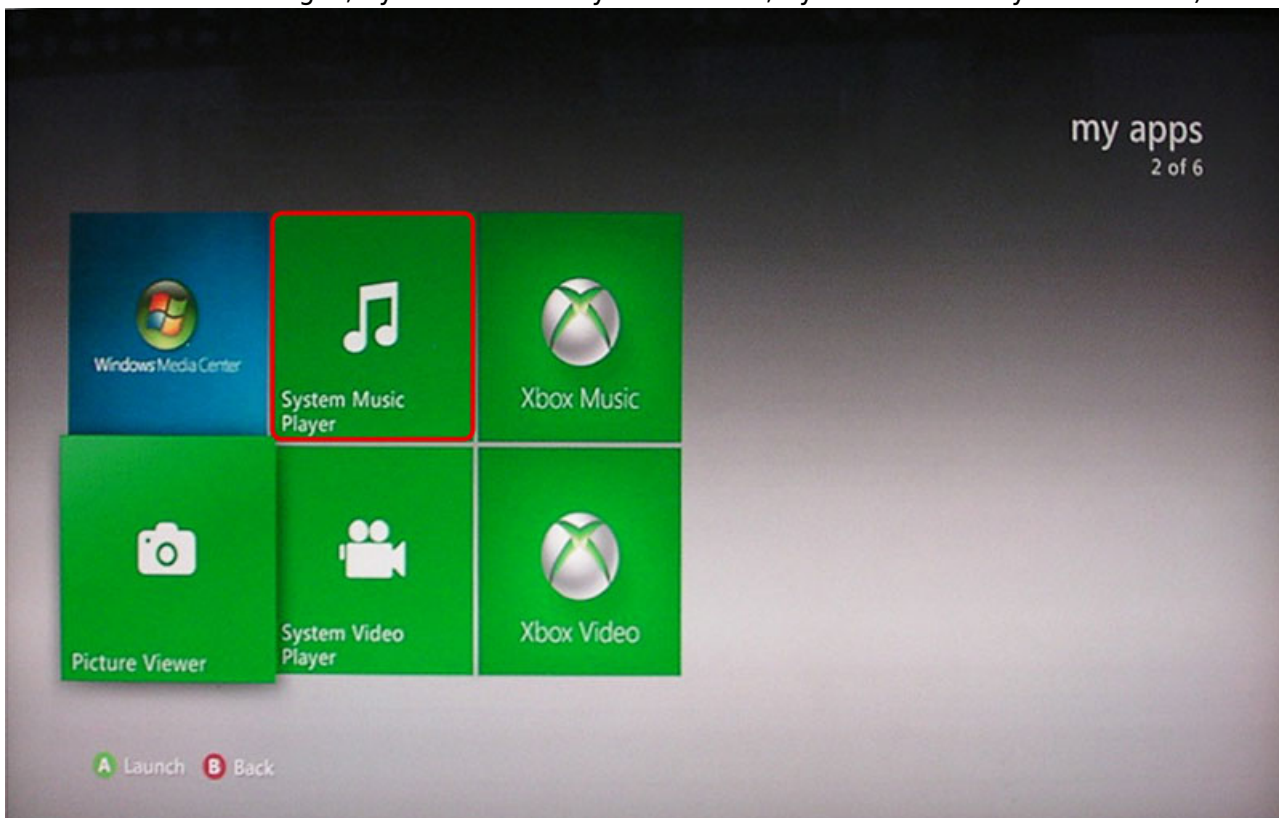 my apps
2 of 6
Windows Media Center
System Music
Player
Xbox Music
Picture Viewer
System Video
Player
Xbox Video
A Launch B Back